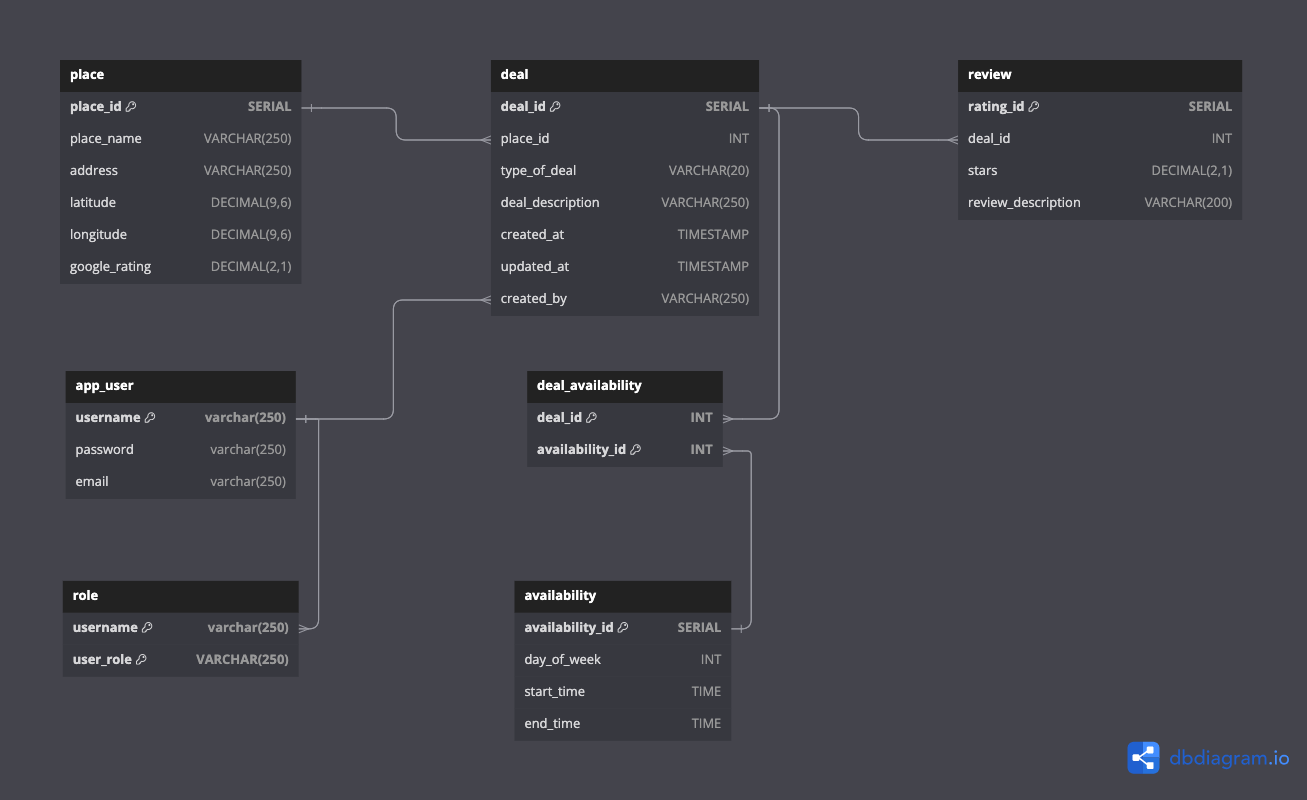 place
place_id SERIAL
place_name VARCHAR(250)
address VARCHAR(250)
latitude DECIMAL(9,6)
longitude DECIMAL(9,6)
google_rating DECIMAL(2,1)
deal
deal_id SERIAL
place_id INT
type_of_deal VARCHAR(20)
deal_description VARCHAR(250)
created_at TIMESTAMP
updated_at TIMESTAMP
created_by VARCHAR(250)
review
rating_id SERIAL
deal_id INT
stars DECIMAL(2,1)
review_description VARCHAR(200)
app_user
username varchar(250)
password varchar(250)
email varchar(250)
deal_availability
deal_id INT
availability_id INT
role
username varchar(250)
user_role VARCHAR(250)
availability
availability_id SERIAL
day_of_week INT
start_time TIME
end_time TIME
dbdiagram.io